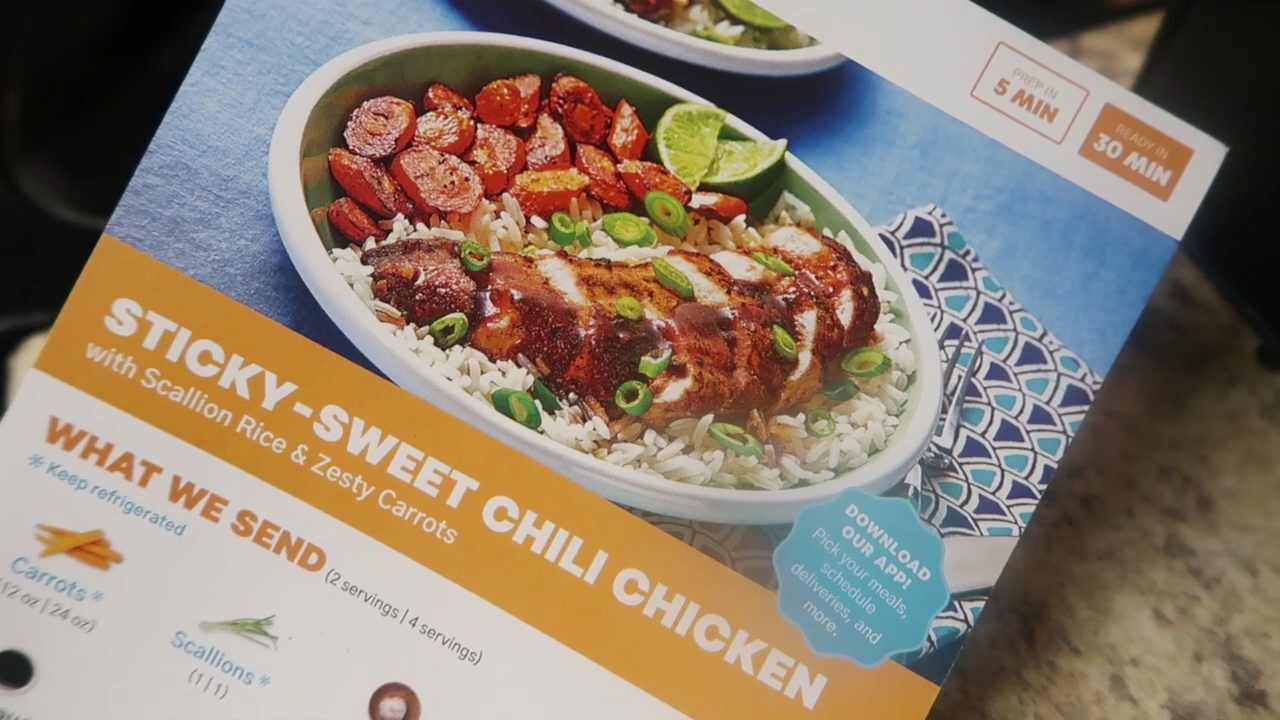 PREP IN
5 MIN
READY IN
30 MIN
STICKY-SWEET CHILI CHICKEN
with Scallion Rice & Zesty Carrots
DOWNLOAD
OUR APP!
Pick your meals,
schedule
deliveries, and
more.
WHAT WE SEND (2 servings | 4 servings)
* Keep refrigerated
Carrots *
12 oz | 24 oz)
Scallions *
(1 | 1)